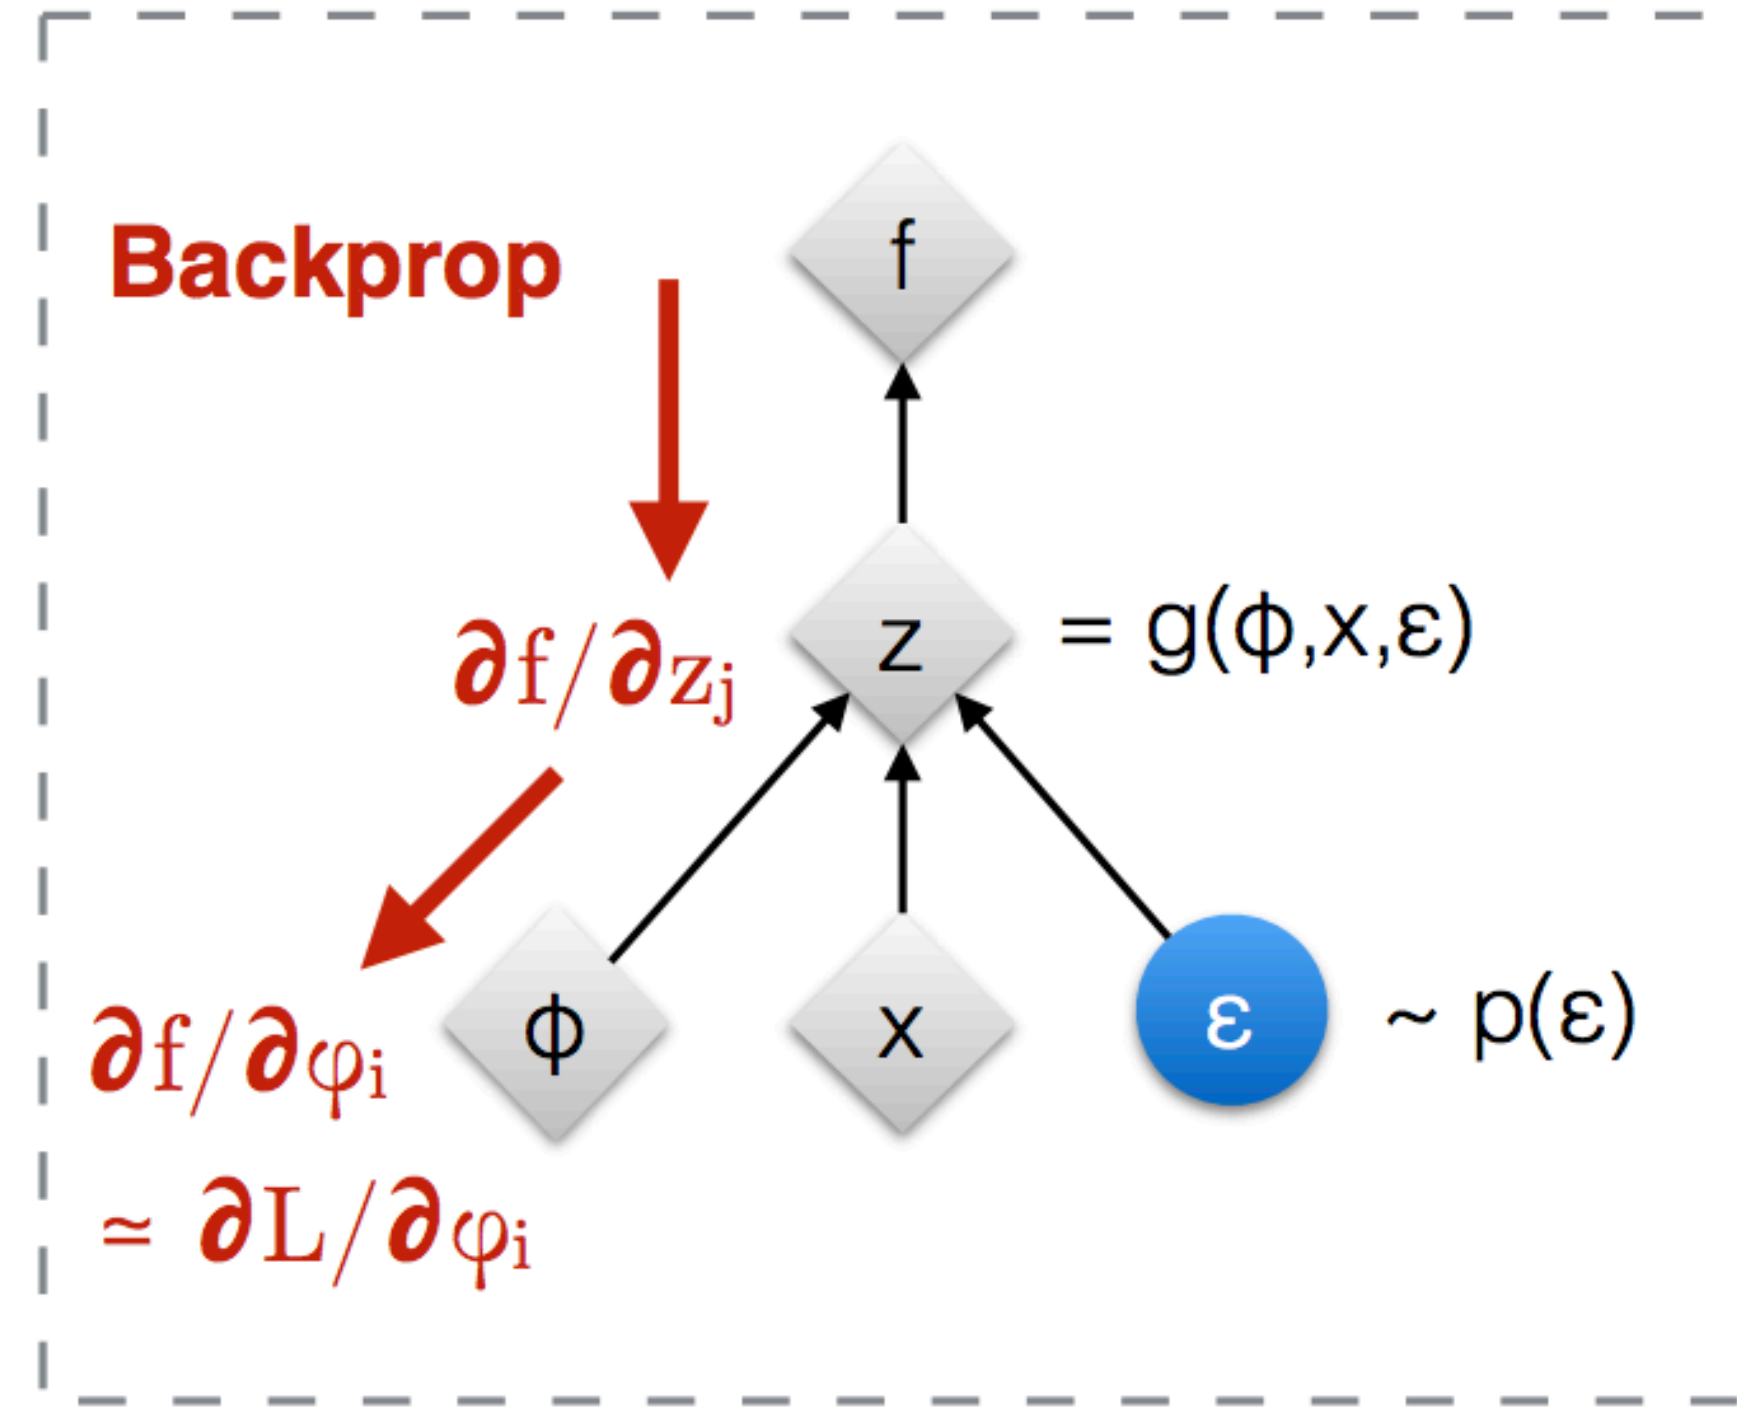 f
Backprop
z
= g(ϕ,x,ε)
∂f/∂zⱼ
ϕ
x
ε
~ p(ε)
∂f/∂φᵢ
≃ ∂L/∂φᵢ